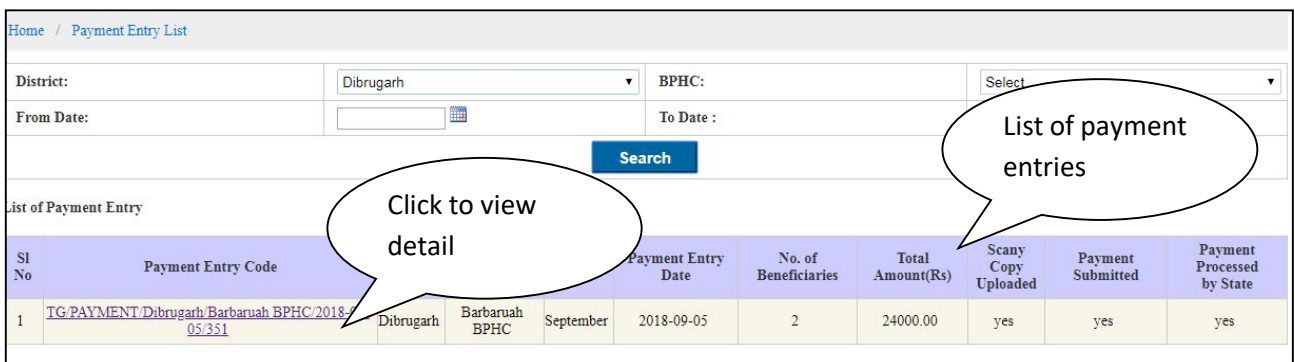 Home / Payment Entry List
District: Dibrugarh BPHC: Select
From Date: To Date :
Search
List of payment
entries
Click to view
detail
List of Payment Entry
Sl
No
Payment Entry Code
Payment Entry
Date
No. of
Beneficiaries
Total
Amount(Rs)
Scany
Copy
Uploaded
Payment
Submitted
Payment
Processed
by State
1
TG/PAYMENT/Dibrugarh/Barbaruah BPHC/2018-
05/351
Dibrugarh
Barbaruah
BPHC
September
2018-09-05
2
24000.00
yes
yes
yes